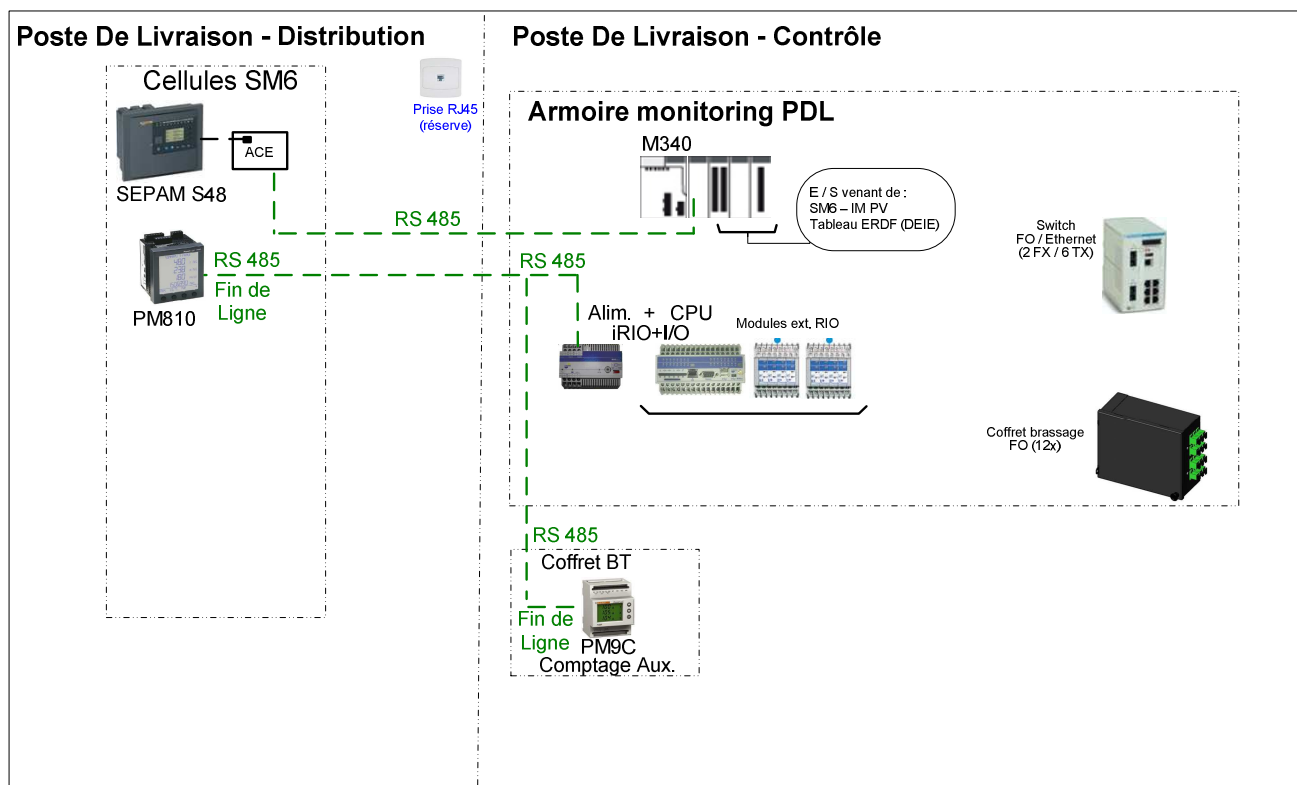 Poste De Livraison - Distribution
Cellules SM6
ACE
SEPAM S48
RS 485
Fin de
Ligne
PM810
Prise RJ45
(réserve)
RS 485
Poste De Livraison - Contrôle
Armoire monitoring PDL
M340
E / S venant de :
SM6 – IM PV
Tableau ERDF (DEIE)
Switch
FO / Ethernet
(2 FX / 6 TX)
RS 485
Alim. + CPU
iRIO+I/O
Modules ext. RIO
Coffret brassage
FO (12x)
RS 485
Coffret BT
Fin de
Ligne
PM9C
Comptage Aux.